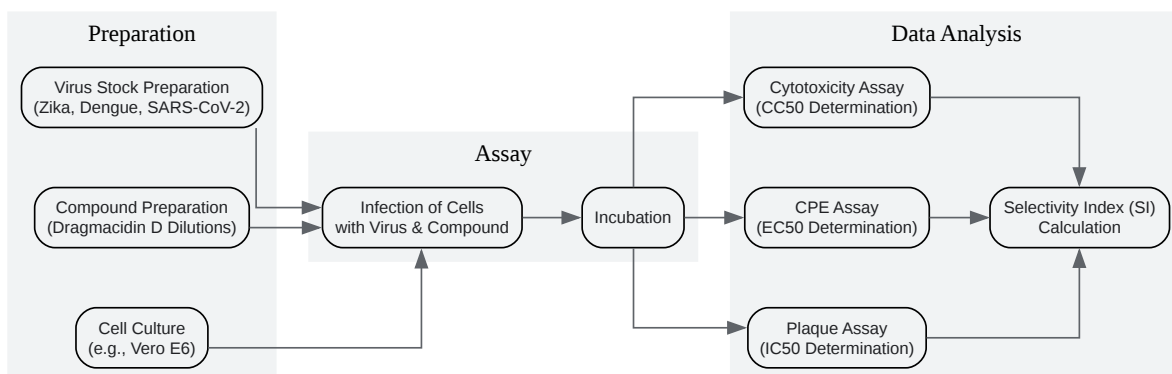 Preparation
Virus Stock Preparation
(Zika, Dengue, SARS-CoV-2)
Compound Preparation
(Dragmacidin D Dilutions)
Cell Culture
(e.g., Vero E6)
Assay
Infection of Cells
with Virus & Compound
Incubation
Data Analysis
Cytotoxicity Assay
(CC50 Determination)
CPE Assay
(EC50 Determination)
Plaque Assay
(IC50 Determination)
Selectivity Index (SI)
Calculation